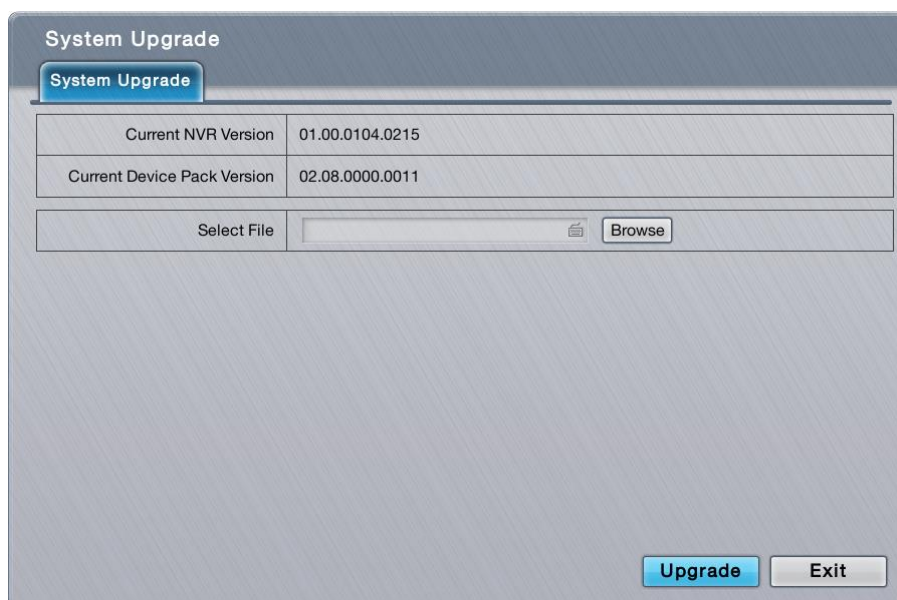 System Upgrade
System Upgrade
Current NVR Version 01.00.0104.0215
Current Device Pack Version 02.08.0000.0011
Select File Browse
Upgrade Exit